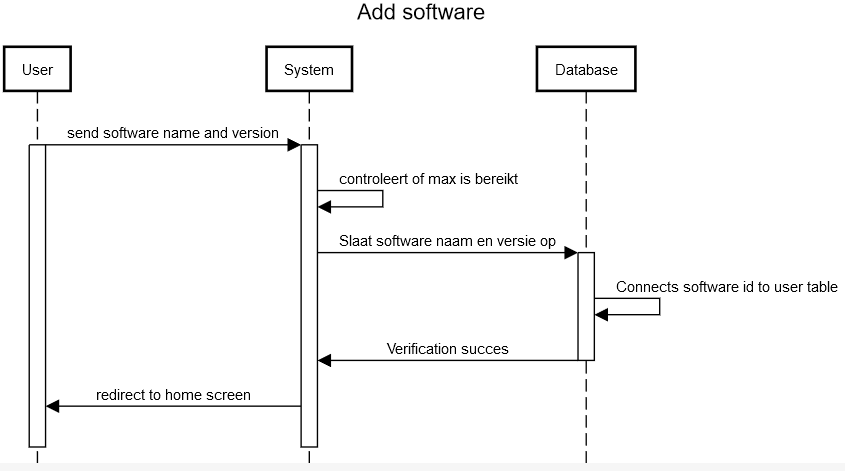 Add software
User
System
Database
send software name and version
controleert of max is bereikt
Slaat software naam en versie op
Connects software id to user table
Verification succes
redirect to home screen